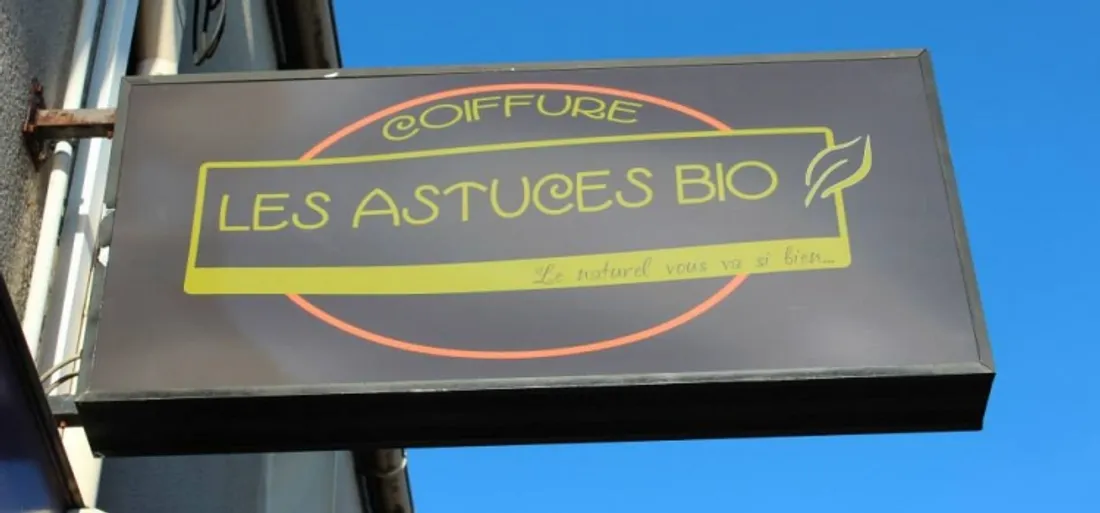 COIFFURE
LES ASTUCES BIO
Le naturel vous va si bien...